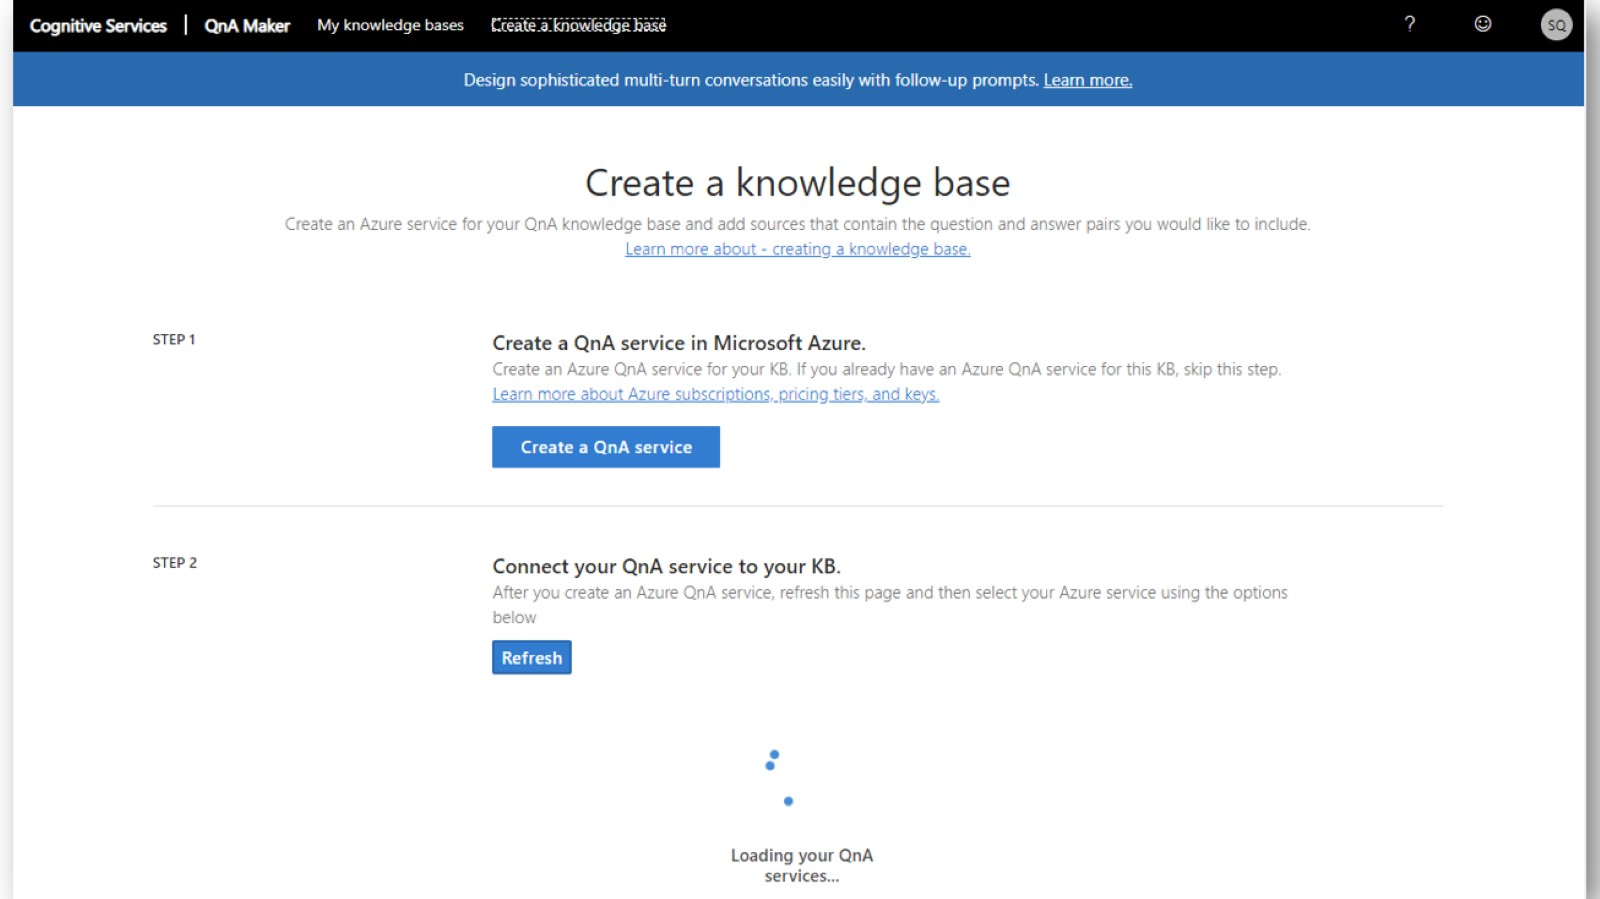 Cognitive Services | QnA Maker My knowledge bases Create a knowledge base ? SQ
Design sophisticated multi-turn conversations easily with follow-up prompts. Learn more.
Create a knowledge base
Create an Azure service for your QnA knowledge base and add sources that contain the question and answer pairs you would like to include.
Learn more about - creating a knowledge base.
STEP 1
Create a QnA service in Microsoft Azure.
Create an Azure QnA service for your KB. If you already have an Azure QnA service for this KB, skip this step.
Learn more about Azure subscriptions, pricing tiers, and keys.
Create a QnA service
STEP 2
Connect your QnA service to your KB.
After you create an Azure QnA service, refresh this page and then select your Azure service using the options
below
Refresh
Loading your QnA
services...